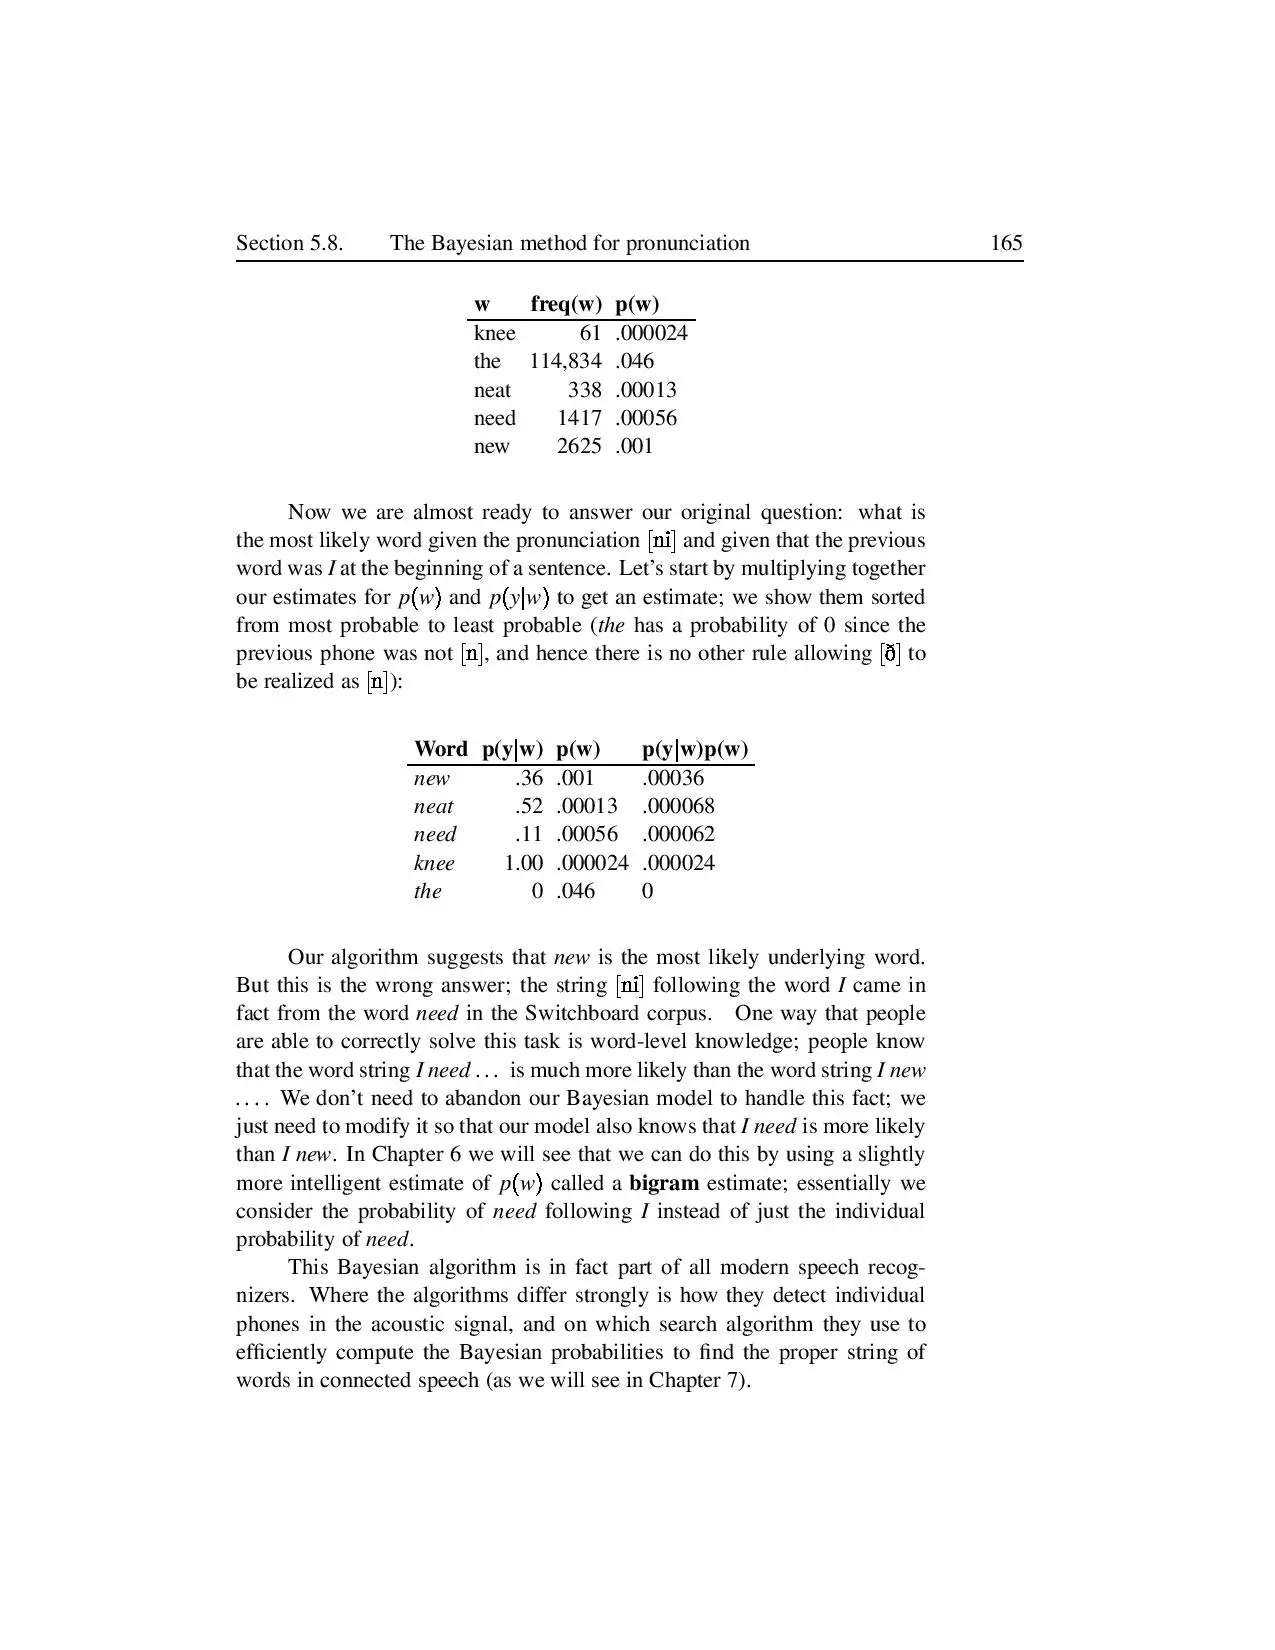 Section 5.8. The Bayesian method for pronunciation 165
w freq(w) p(w)
knee 61 .000024
the 114,834 .046
neat 338 .00013
need 1417 .00056
new 2625 .001
Now we are almost ready to answer our original question: what is
the most likely word given the pronunciation [ni] and given that the previous
word was I at the beginning of a sentence. Let's start by multiplying together
our estimates for p(w) and p(y|w) to get an estimate; we show them sorted
from most probable to least probable (the has a probability of 0 since the
previous phone was not [n], and hence there is no other rule allowing [ð] to
be realized as [n]):
Word p(y|w) p(w) p(y|w)p(w)
new .36 .001 .00036
neat .52 .00013 .000068
need .11 .00056 .000062
knee 1.00 .000024 .000024
the 0 .046 0
Our algorithm suggests that new is the most likely underlying word.
But this is the wrong answer; the string [ni] following the word I came in
fact from the word need in the Switchboard corpus. One way that people
are able to correctly solve this task is word-level knowledge; people know
that the word string I need . . . is much more likely than the word string I new
. . . . We don't need to abandon our Bayesian model to handle this fact; we
just need to modify it so that our model also knows that I need is more likely
than I new. In Chapter 6 we will see that we can do this by using a slightly
more intelligent estimate of p(w) called a bigram estimate; essentially we
consider the probability of need following I instead of just the individual
probability of need.
This Bayesian algorithm is in fact part of all modern speech recog-
nizers. Where the algorithms differ strongly is how they detect individual
phones in the acoustic signal, and on which search algorithm they use to
efficiently compute the Bayesian probabilities to find the proper string of
words in connected speech (as we will see in Chapter 7).